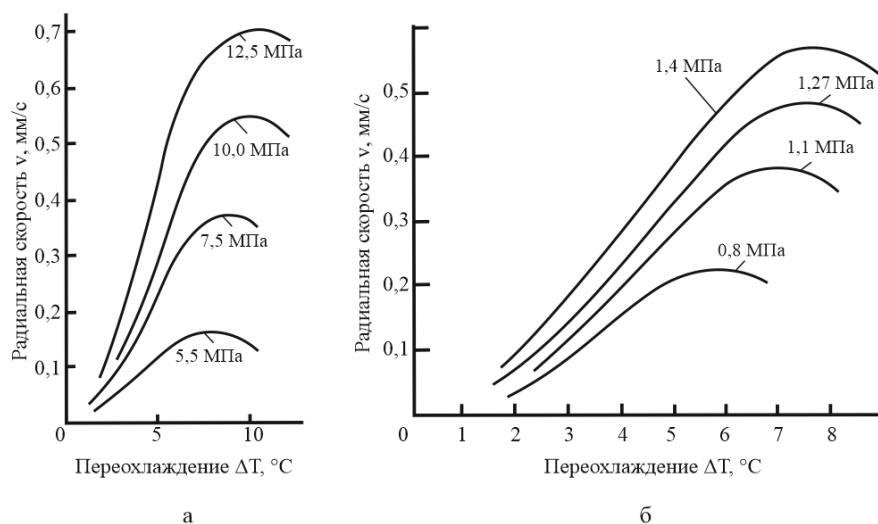 Радиальная скорость v, мм/с
0,7
0,6
0,5
0,4
0,3
0,2
0,1
0
5
10
12,5 МПа
10,0 МПа
7,5 МПа
5,5 МПа
Переохлаждение ΔT, °C
а
Радиальная скорость v, мм/с
0,5
0,4
0,3
0,2
0,1
0
1
2
3
4
5
6
7
8
1,4 МПа
1,27 МПа
1,1 МПа
0,8 МПа
Переохлаждение ΔT, °C
б